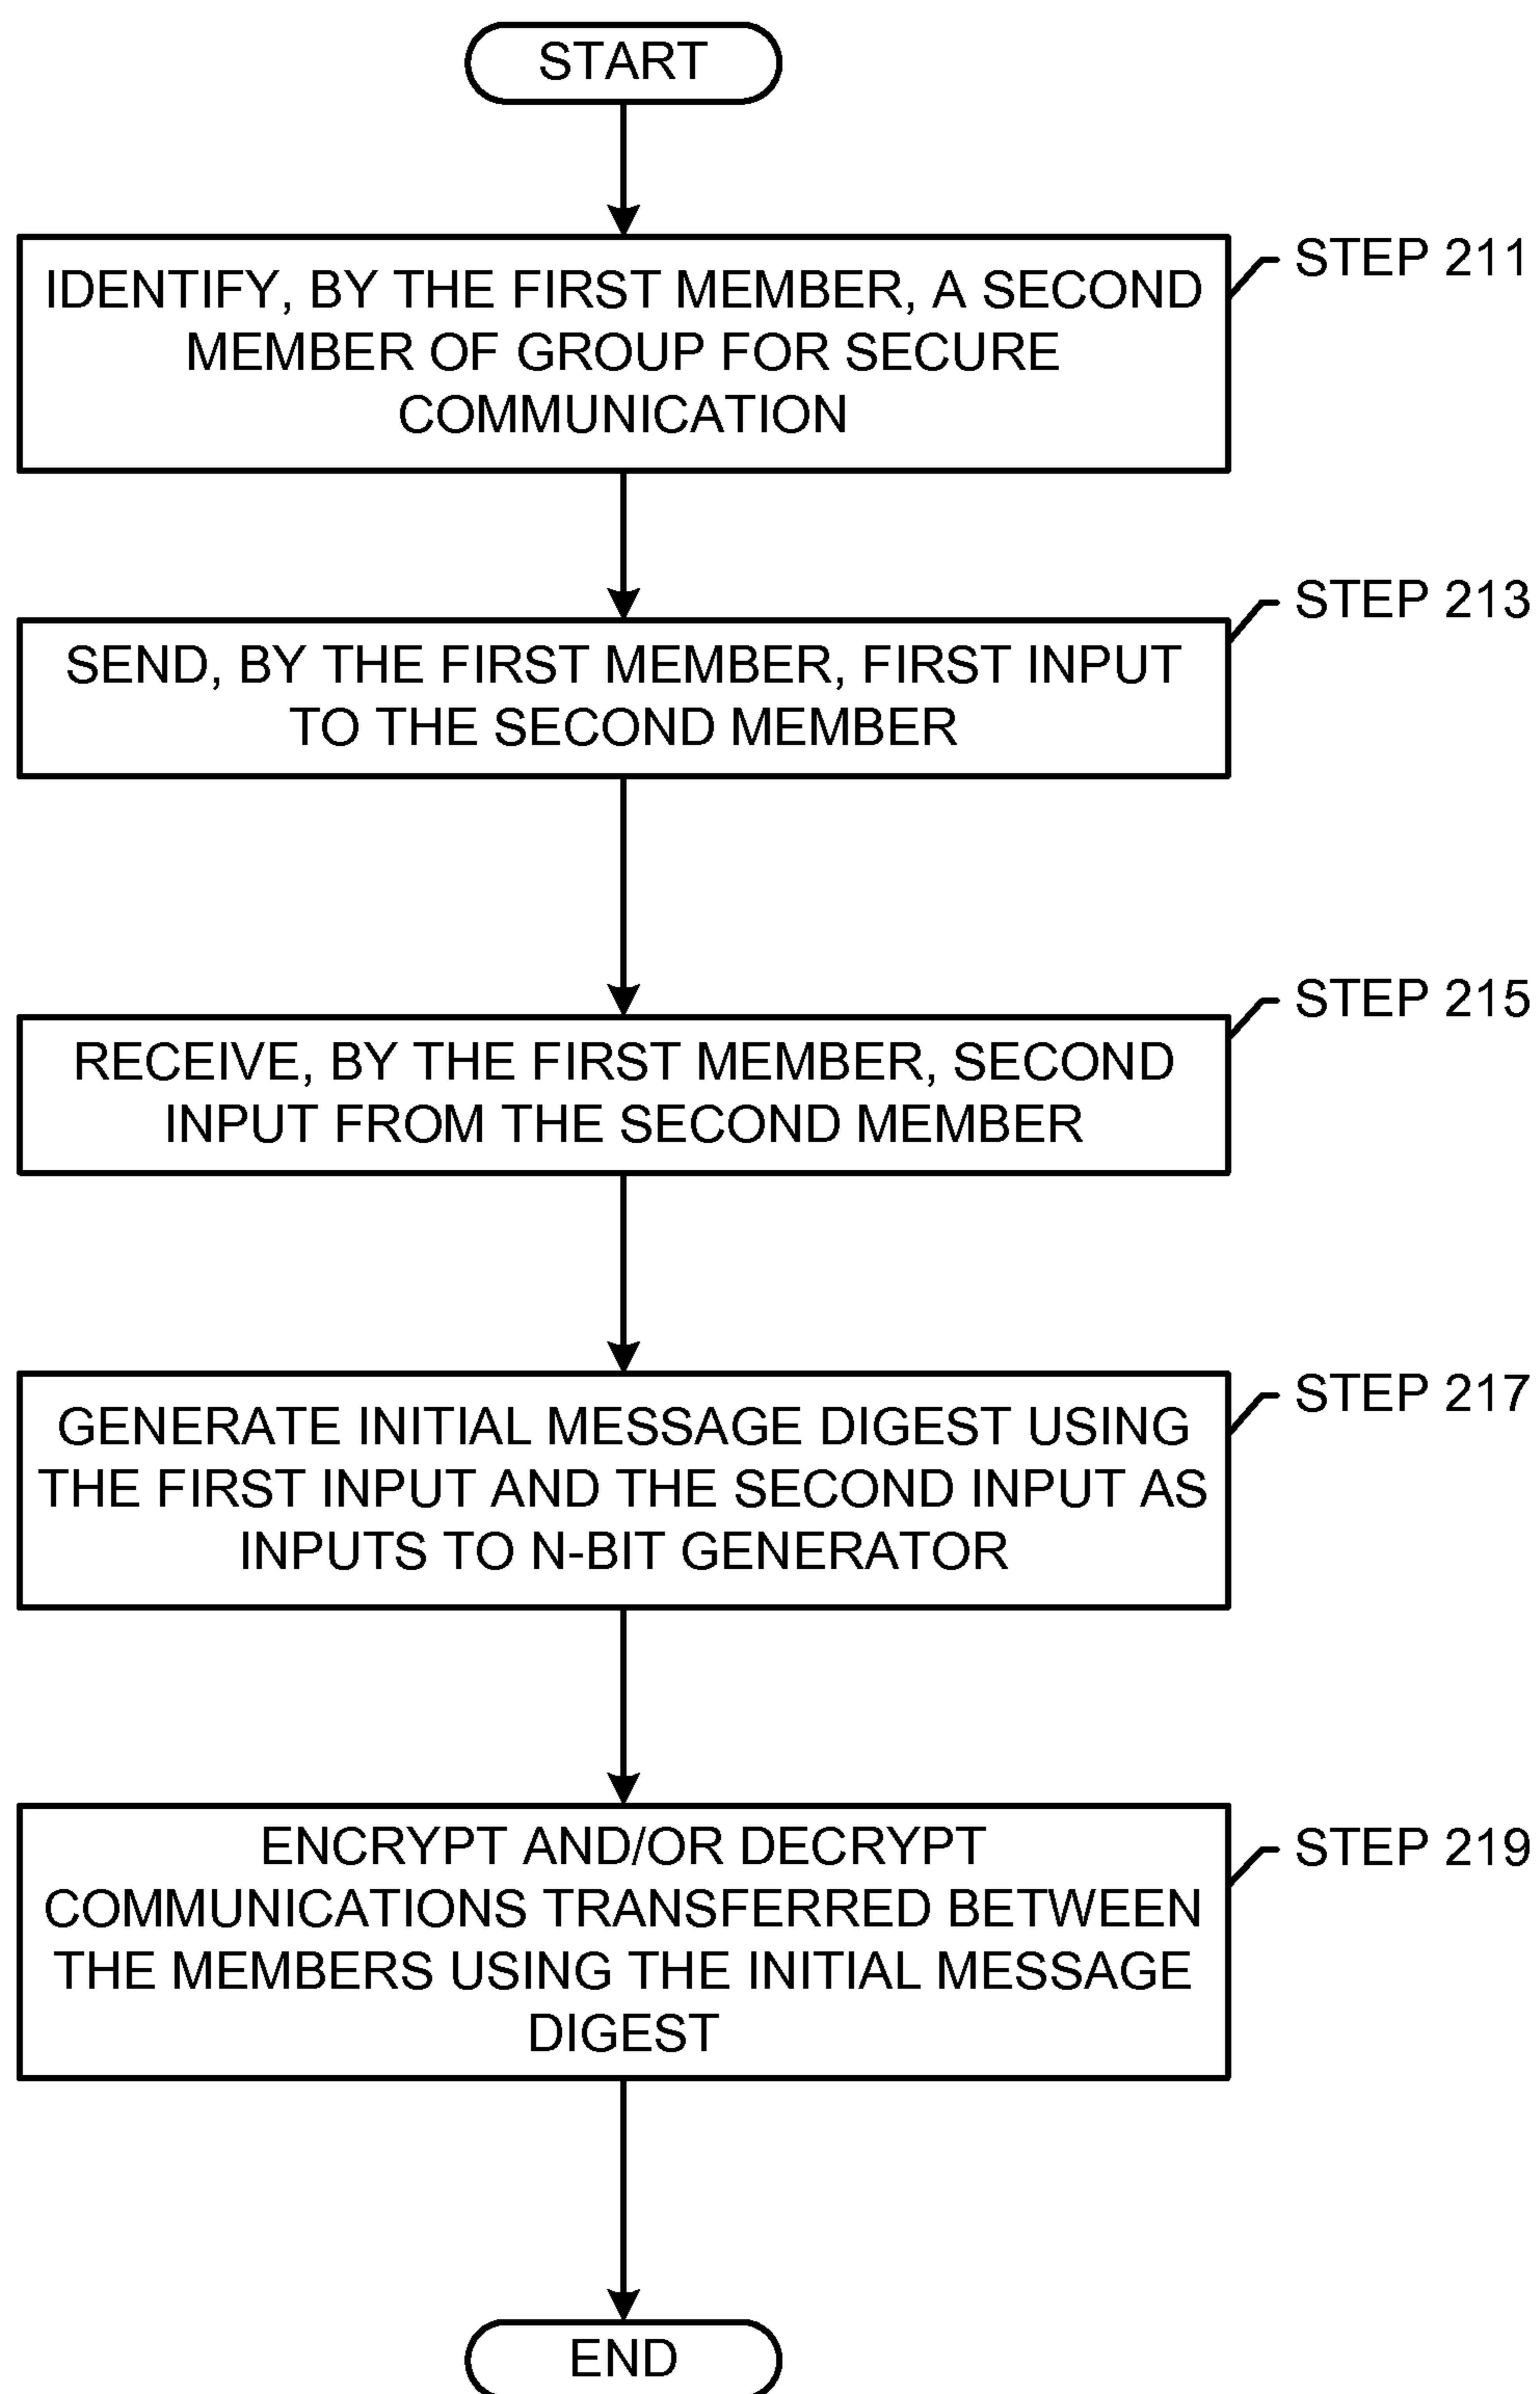 START
IDENTIFY, BY THE FIRST MEMBER, A SECOND
MEMBER OF GROUP FOR SECURE
COMMUNICATION
STEP 211
SEND, BY THE FIRST MEMBER, FIRST INPUT
TO THE SECOND MEMBER
STEP 213
RECEIVE, BY THE FIRST MEMBER, SECOND
INPUT FROM THE SECOND MEMBER
STEP 215
GENERATE INITIAL MESSAGE DIGEST USING
THE FIRST INPUT AND THE SECOND INPUT AS
INPUTS TO N-BIT GENERATOR
STEP 217
ENCRYPT AND/OR DECRYPT
COMMUNICATIONS TRANSFERRED BETWEEN
THE MEMBERS USING THE INITIAL MESSAGE
DIGEST
STEP 219
END